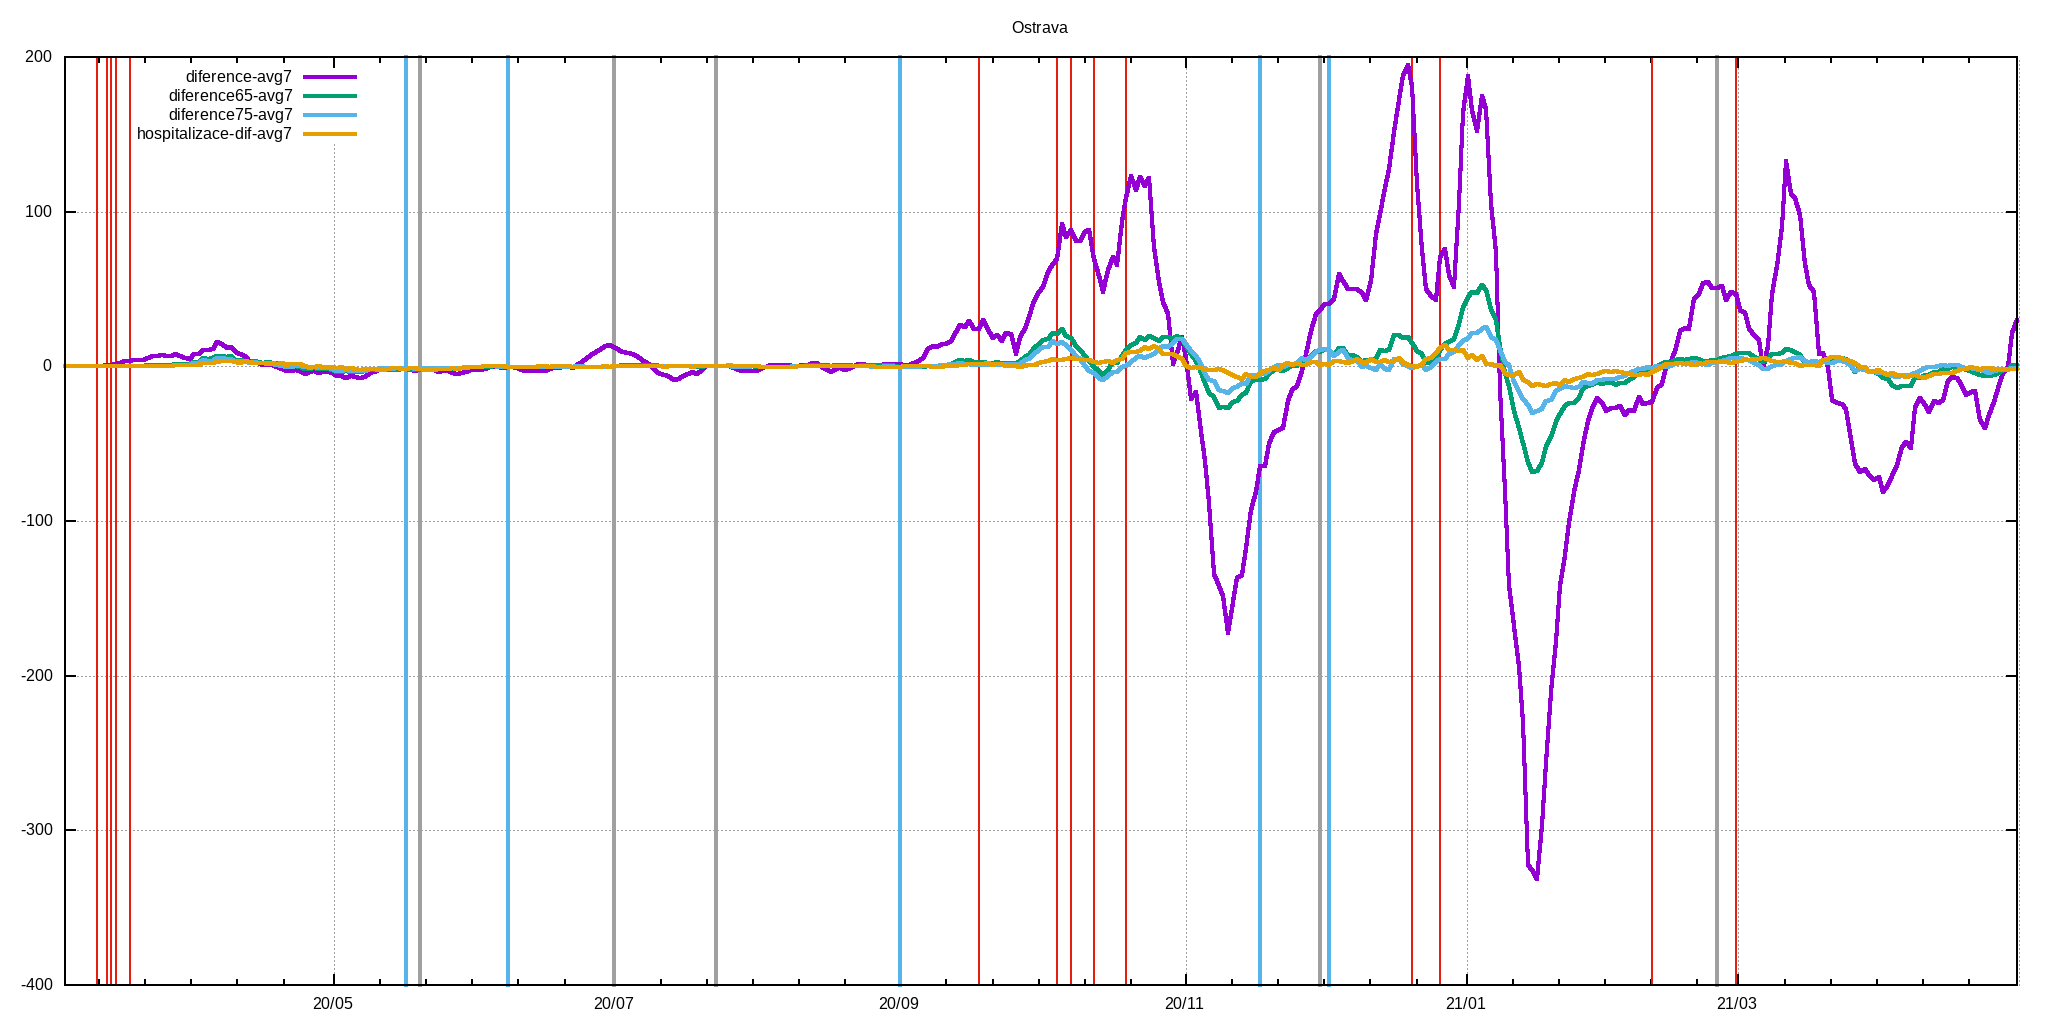 Ostrava
200
100
0
-100
-200
-300
-400
diference-avg7
diference65-avg7
diference75-avg7
hospitalizace-dif-avg7
20/05 20/07 20/09 20/11 21/01 21/03